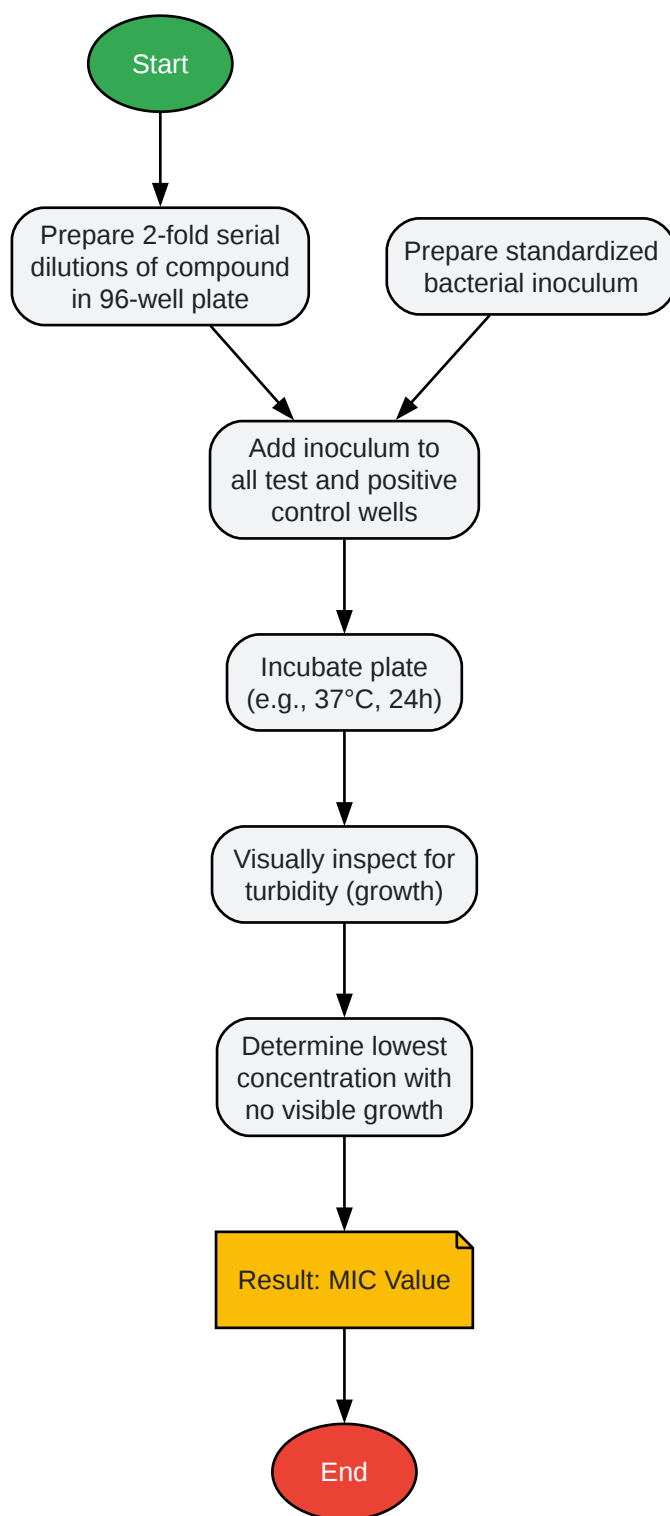 Start
Prepare 2-fold serial
dilutions of compound
in 96-well plate
Prepare standardized
bacterial inoculum
Add inoculum to
all test and positive
control wells
Incubate plate
(e.g., 37°C, 24h)
Visually inspect for
turbidity (growth)
Determine lowest
concentration with
no visible growth
Result: MIC Value
End